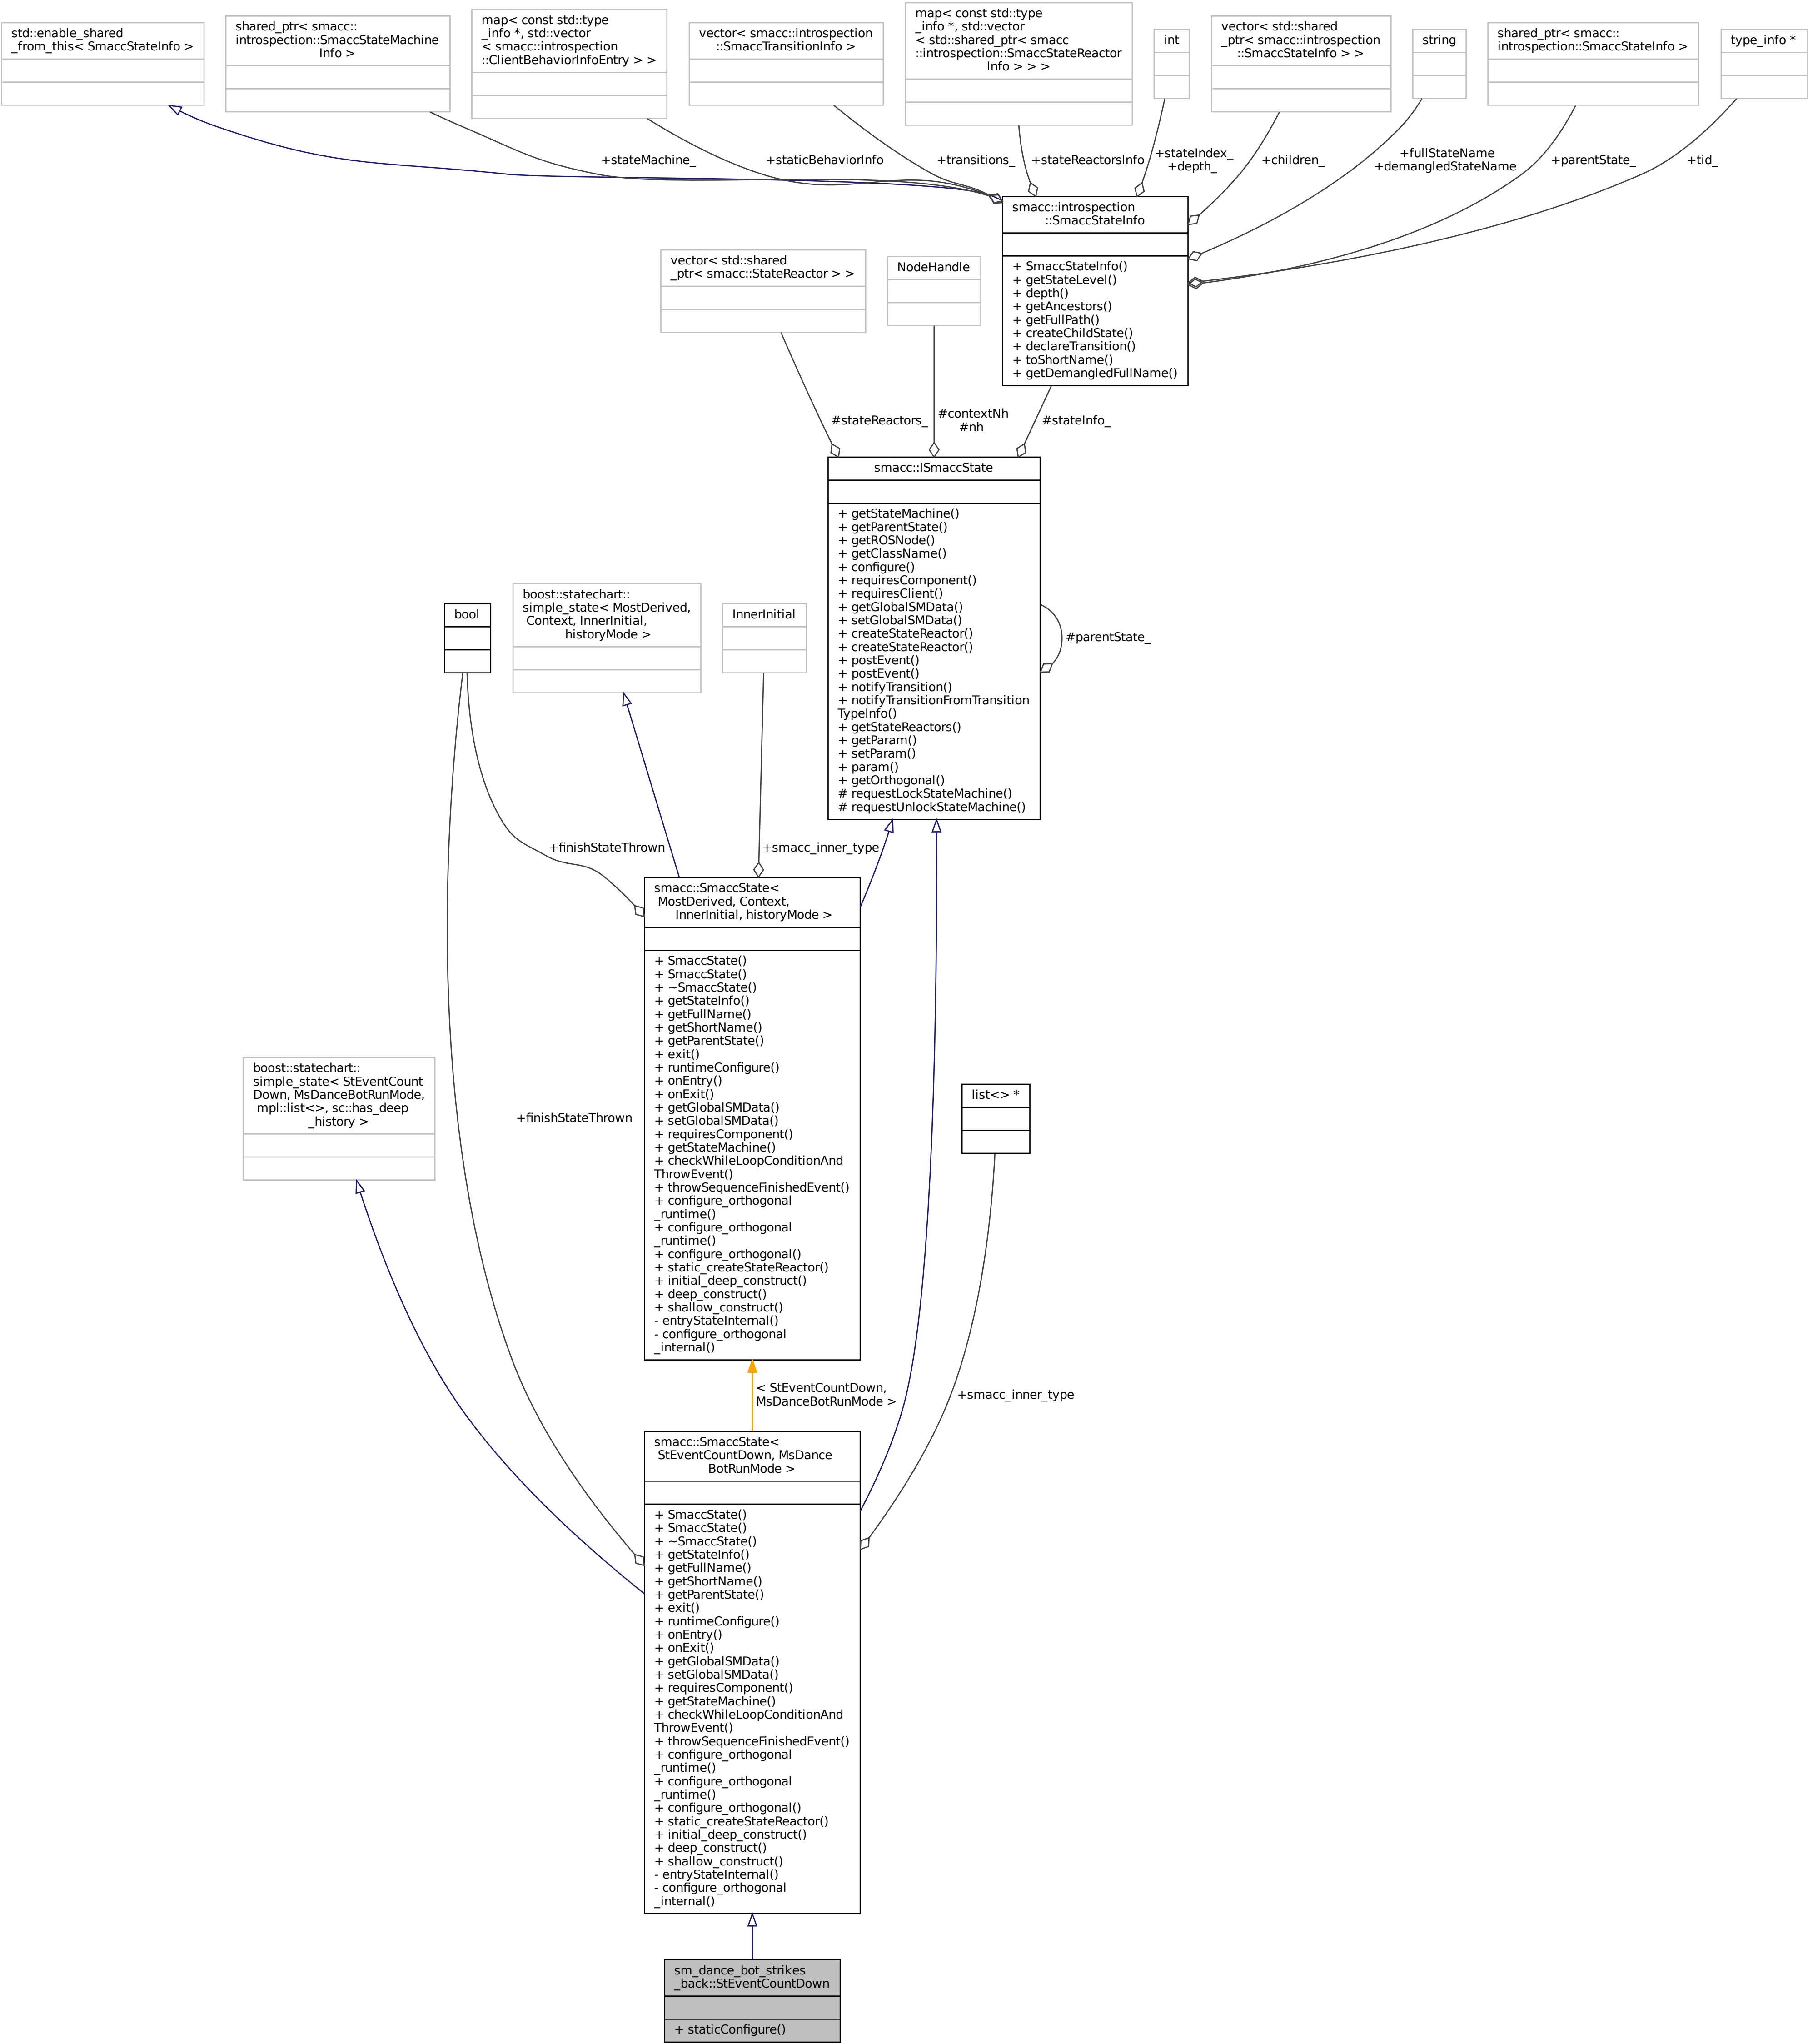 std::enable_shared
_from_this< SmaccStateInfo >
shared_ptr< smacc::
introspection::SmaccStateMachine
Info >
map< const std::type
_info *, std::vector
< smacc::introspection
::ClientBehaviorInfoEntry > >
vector< smacc::introspection
::SmaccTransitionInfo >
map< const std::type
_info *, std::vector
< std::shared_ptr< smacc
::introspection::SmaccStateReactor
Info > > >
int
vector< std::shared
_ptr< smacc::introspection
::SmaccStateInfo > >
string
shared_ptr< smacc::
introspection::SmaccStateInfo >
type_info *
+stateMachine_
+staticBehaviorInfo
+transitions_
+stateReactorsInfo
+stateIndex_
+depth_
+children_
+fullStateName
+demangledStateName
+parentState_
+tid_
smacc::introspection
::SmaccStateInfo
+ SmaccStateInfo()
+ getStateLevel()
+ depth()
+ getAncestors()
+ getFullPath()
+ createChildState()
+ declareTransition()
+ toShortName()
+ getDemangledFullName()
vector< std::shared
_ptr< smacc::StateReactor > >
NodeHandle
#stateReactors_
#contextNh
#nh
#stateInfo_
smacc::ISmaccState
+ getStateMachine()
+ getParentState()
+ getROSNode()
+ getClassName()
+ configure()
+ requiresComponent()
+ requiresClient()
+ getGlobalSMData()
+ setGlobalSMData()
+ createStateReactor()
+ createStateReactor()
+ postEvent()
+ postEvent()
+ notifyTransition()
+ notifyTransitionFromTransition
TypeInfo()
+ getStateReactors()
+ getParam()
+ setParam()
+ param()
+ getOrthogonal()
# requestLockStateMachine()
# requestUnlockStateMachine()
#parentState_
bool
boost::statechart::
simple_state< MostDerived,
Context, InnerInitial,
historyMode >
InnerInitial
+finishStateThrown
+smacc_inner_type
smacc::SmaccState<
MostDerived, Context,
InnerInitial, historyMode >
+ SmaccState()
+ SmaccState()
+ ~SmaccState()
+ getStateInfo()
+ getFullName()
+ getShortName()
+ getParentState()
+ exit()
+ runtimeConfigure()
+ onEntry()
+ onExit()
+ getGlobalSMData()
+ setGlobalSMData()
+ requiresComponent()
+ getStateMachine()
+ checkWhileLoopConditionAnd
ThrowEvent()
+ throwSequenceFinishedEvent()
+ configure_orthogonal
_runtime()
+ configure_orthogonal
_runtime()
+ configure_orthogonal()
+ static_createStateReactor()
+ initial_deep_construct()
+ deep_construct()
+ shallow_construct()
- entryStateInternal()
- configure_orthogonal
_internal()
boost::statechart::
simple_state< StEventCount
Down, MsDanceBotRunMode,
mpl::list<>, sc::has_deep
_history >
+finishStateThrown
list<> *
< StEventCountDown,
MsDanceBotRunMode >
+smacc_inner_type
smacc::SmaccState<
StEventCountDown, MsDance
BotRunMode >
+ SmaccState()
+ SmaccState()
+ ~SmaccState()
+ getStateInfo()
+ getFullName()
+ getShortName()
+ getParentState()
+ exit()
+ runtimeConfigure()
+ onEntry()
+ onExit()
+ getGlobalSMData()
+ setGlobalSMData()
+ requiresComponent()
+ getStateMachine()
+ checkWhileLoopConditionAnd
ThrowEvent()
+ throwSequenceFinishedEvent()
+ configure_orthogonal
_runtime()
+ configure_orthogonal
_runtime()
+ configure_orthogonal()
+ static_createStateReactor()
+ initial_deep_construct()
+ deep_construct()
+ shallow_construct()
- entryStateInternal()
- configure_orthogonal
_internal()
sm_dance_bot_strikes
_back::StEventCountDown
+ staticConfigure()